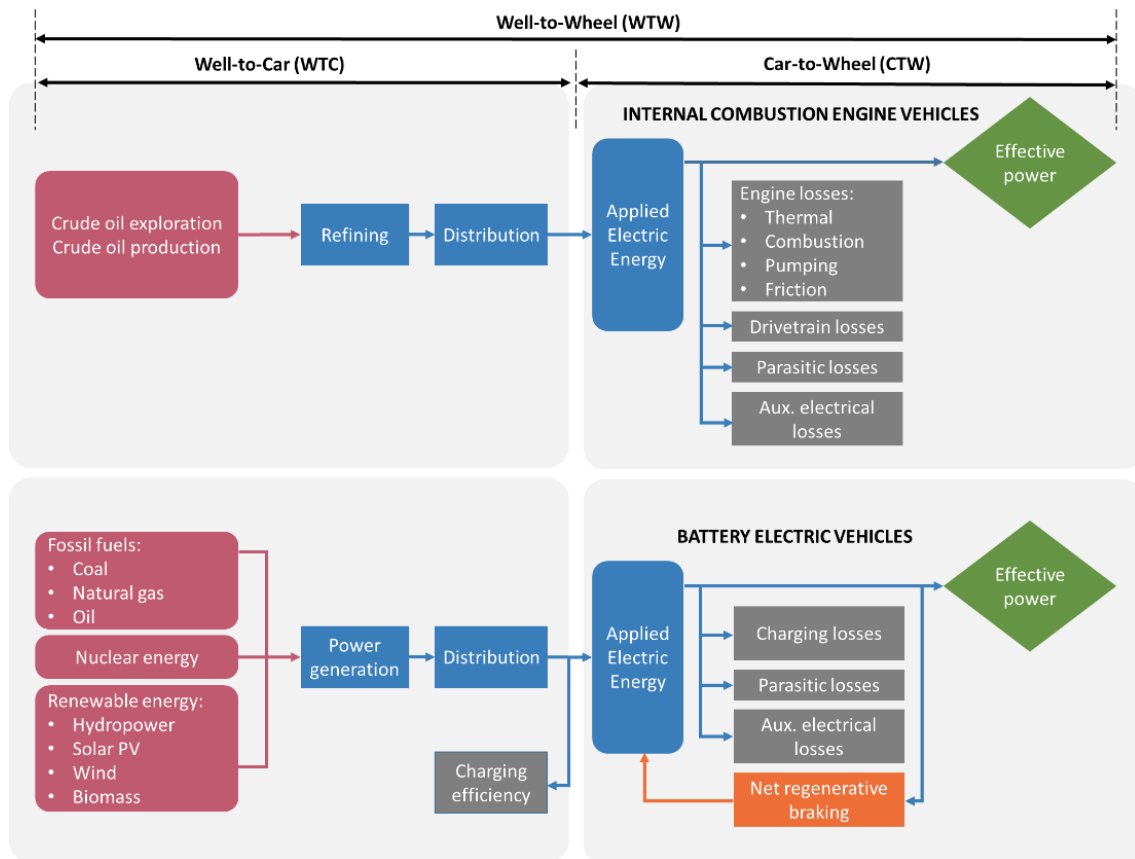 Well-to-Wheel (WTW)
Well-to-Car (WTC)
Car-to-Wheel (CTW)
INTERNAL COMBUSTION ENGINE VEHICLES
Crude oil exploration
Crude oil production
Refining
Distribution
Applied
Electric
Energy
Engine losses:
• Thermal
• Combustion
• Pumping
• Friction
Drivetrain losses
Parasitic losses
Aux. electrical
losses
Effective
power
BATTERY ELECTRIC VEHICLES
Fossil fuels:
• Coal
• Natural gas
• Oil
Nuclear energy
Renewable energy:
• Hydropower
• Solar PV
• Wind
• Biomass
Power
generation
Distribution
Charging
efficiency
Applied
Electric
Energy
Charging losses
Parasitic losses
Aux. electrical
losses
Net regenerative
braking
Effective
power